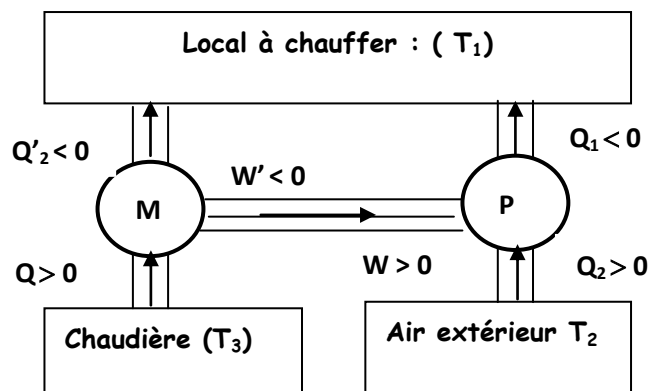 Local à chauffer : ( T₁)
Q'₂ < 0
Q₁ < 0
W' < 0
M
P
Q > 0
W > 0
Q₂ > 0
Chaudière (T₃)
Air extérieur T₂